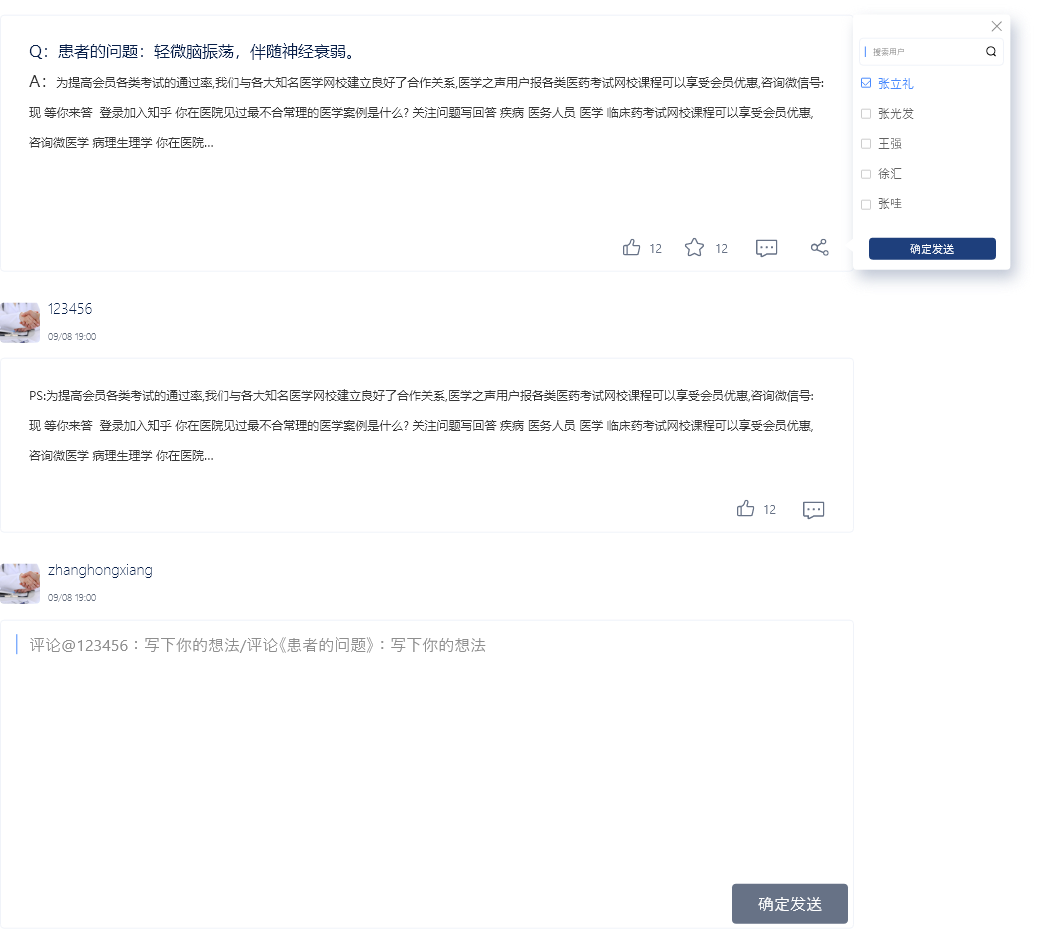 Q：患者的问题：轻微脑振荡，伴随神经衰弱。
A：为提高会员各类考试的通过率,我们与各大知名医学网校建立良好了合作关系,医学之声用户报各类医药考试网校课程可以享受会员优惠,咨询微信号:
现 等你来答  登录加入知乎 你在医院见过最不合常理的医学案例是什么? 关注问题写回答 疾病 医务人员 医学 临床药考试网校课程可以享受会员优惠,
咨询微医学 病理生理学 你在医院...
12
12
搜索用户
张立礼
张光发
王强
徐汇
张哇
确定发送
123456
09/08 19:00
PS:为提高会员各类考试的通过率,我们与各大知名医学网校建立良好了合作关系,医学之声用户报各类医药考试网校课程可以享受会员优惠,咨询微信号:
现 等你来答  登录加入知乎 你在医院见过最不合常理的医学案例是什么? 关注问题写回答 疾病 医务人员 医学 临床药考试网校课程可以享受会员优惠,
咨询微医学 病理生理学 你在医院...
12
zhanghongxiang
09/08 19:00
评论@123456：写下你的想法/评论《患者的问题》：写下你的想法
确定发送